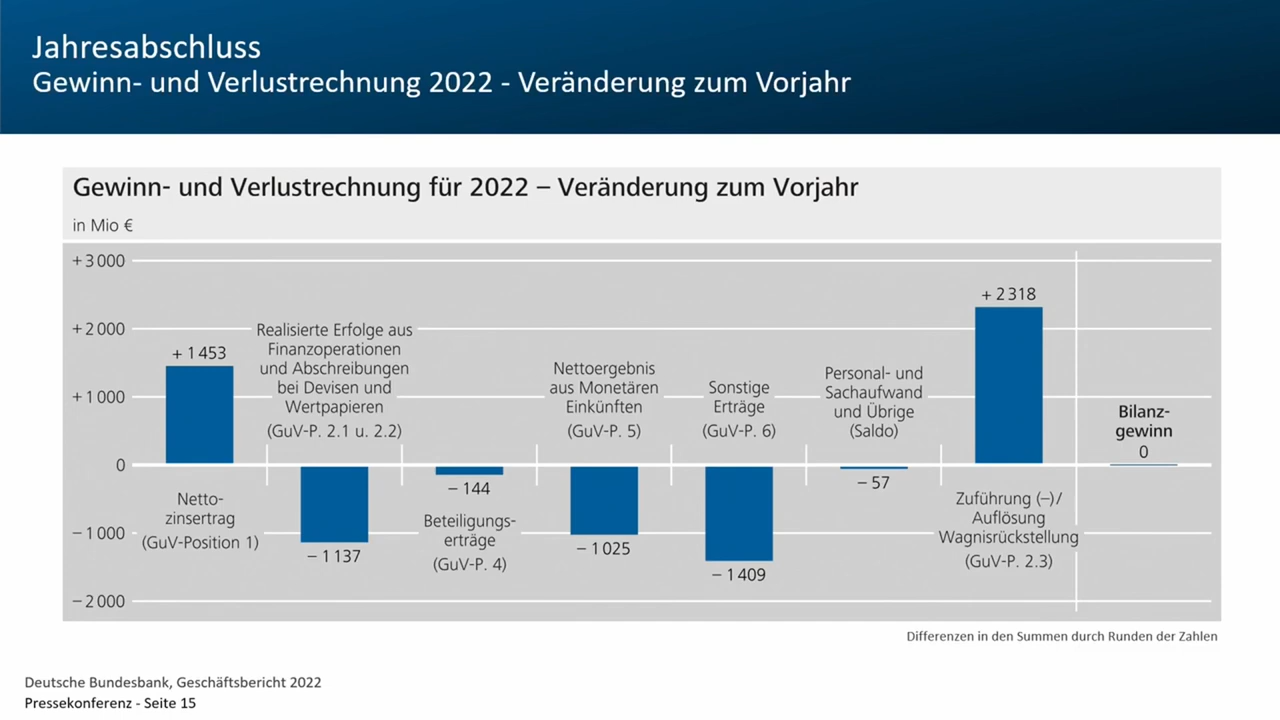 Jahresabschluss
Gewinn- und Verlustrechnung 2022 - Veränderung zum Vorjahr
Gewinn- und Verlustrechnung für 2022 – Veränderung zum Vorjahr
in Mio €
+ 3 000
+ 2 000
+ 1 000
0
– 1 000
– 2 000
+ 1 453
Netto-
zinsertrag
(GuV-Position 1)
Realisierte Erfolge aus
Finanzoperationen
und Abschreibungen
bei Devisen und
Wertpapieren
(GuV-P. 2.1 u. 2.2)
– 1 137
– 144
Beteiligungs-
erträge
(GuV-P. 4)
Nettoergebnis
aus Monetären
Einkünften
(GuV-P. 5)
– 1 025
Sonstige
Erträge
(GuV-P. 6)
– 1 409
Personal- und
Sachaufwand
und Übrige
(Saldo)
– 57
+ 2 318
Zuführung (–)/
Auflösung
Wagnisrückstellung
(GuV-P. 2.3)
Bilanz-
gewinn
0
Differenzen in den Summen durch Runden der Zahlen
Deutsche Bundesbank, Geschäftsbericht 2022
Pressekonferenz - Seite 15